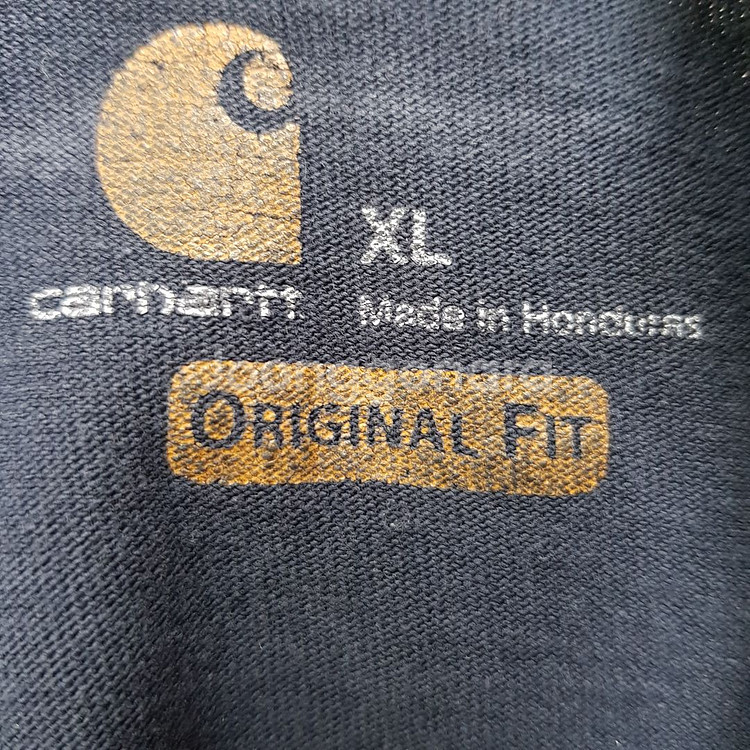 carhartt
XL
Made in Honduras
ORIGINAL FIT